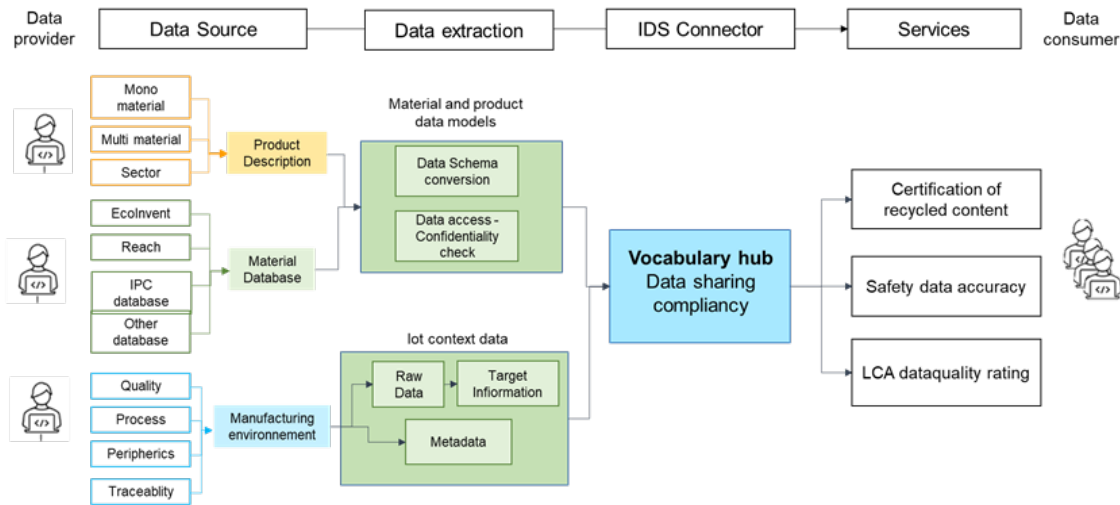 Data
provider
Data Source
Data extraction
IDS Connector
Services
Data
consumer
Mono
material
Multi material
Sector
Product
Description
EcoInvent
Reach
IPC
database
Other
database
Material
Database
Quality
Process
Peripherics
Traceablity
Manufacturing
environnement
Material and product
data models
Data Schema
conversion
Data access -
Confidentiality
check
Iot context data
Raw
Data
Target
Information
Metadata
Vocabulary hub
Data sharing
compliancy
Certification of
recycled content
Safety data accuracy
LCA dataquality rating